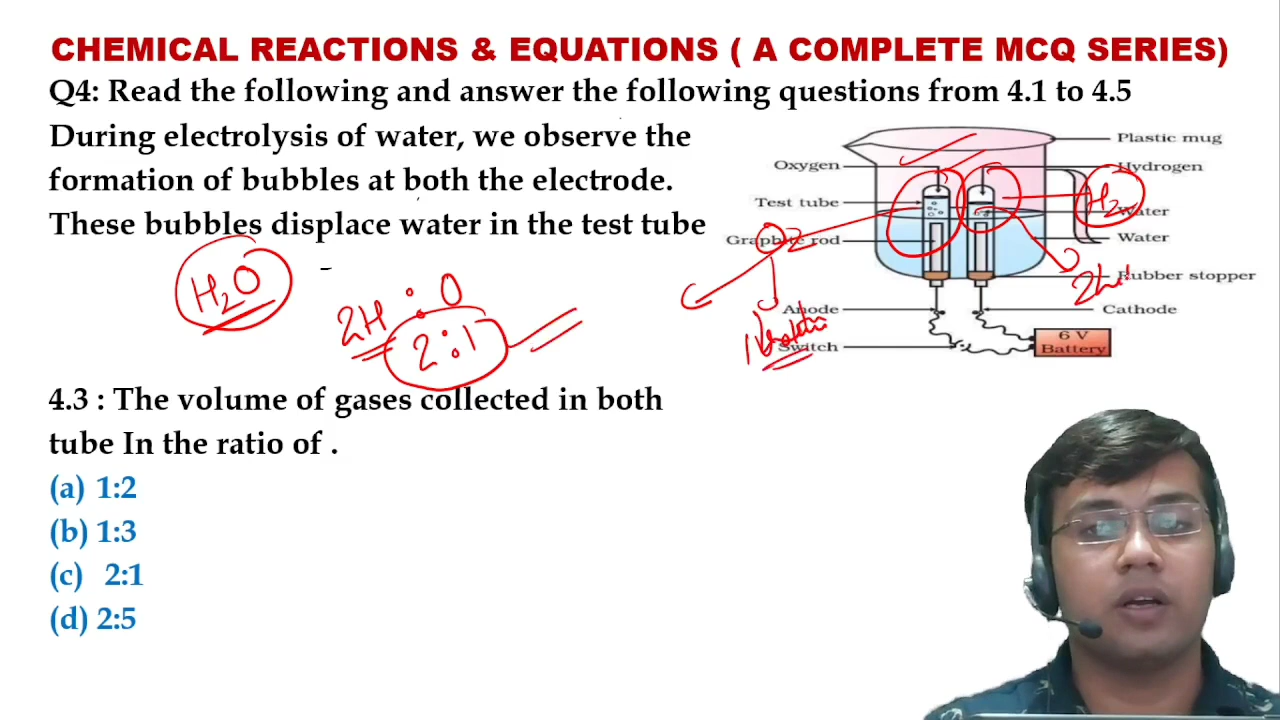 CHEMICAL REACTIONS & EQUATIONS ( A COMPLETE MCQ SERIES)
Q4: Read the following and answer the following questions from 4.1 to 4.5
During electrolysis of water, we observe the
formation of bubbles at both the electrode.
These bubbles displace water in the test tube
Plastic mug
Oxygen
Hydrogen
Test tube
H2
Water
Graphite rod
O2
Water
H2O
Rubber stopper
2H : O
Anode
Cathode
2 : 1
Switch
6 V
Battery
4.3 : The volume of gases collected in both
tube In the ratio of .
(a) 1:2
(b) 1:3
(c) 2:1
(d) 2:5